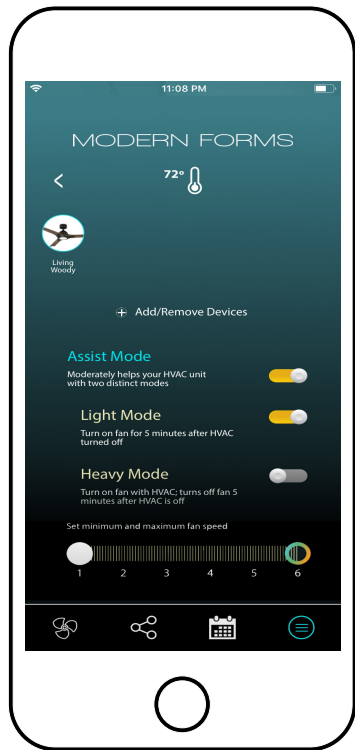 11:08 PM
MODERN FORMS
72°
Living
Woody
Add/Remove Devices
Assist Mode
Moderately helps your HVAC unit
with two distinct modes
Light Mode
Turn on fan for 5 minutes after HVAC
turned off
Heavy Mode
Turn on fan with HVAC; turns off fan 5
minutes after HVAC is off
Set minimum and maximum fan speed
1 2 3 4 5 6